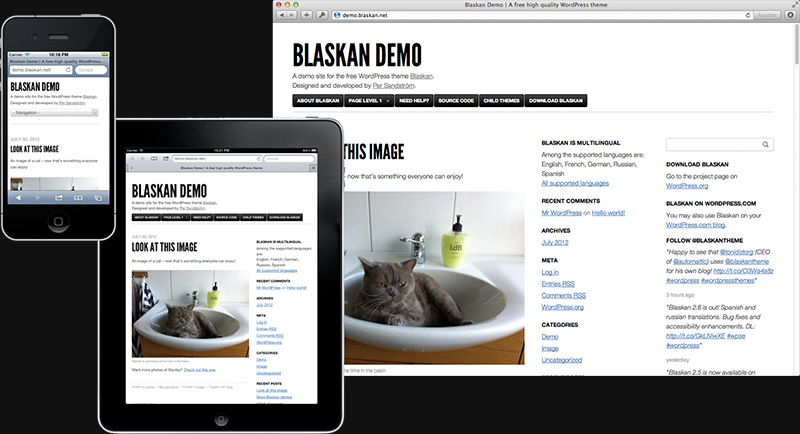 Carrier
10:18 PM
Blaskan Demo | A free high quality WordPress
demo.blaskan.net/
Google
BLASKAN DEMO
A demo site for the free WordPress theme Blaskan.
Designed and developed by Per Sandström.
- Navigation -
JULY 30, 2012
LOOK AT THIS IMAGE
An image of a cat – now that's something everyone
can enjoy!
10:21 PM
Blaskan Demo | A free high quality WordPress theme
demo.blaskan.net/
Google
BLASKAN DEMO
A demo site for the free WordPress theme Blaskan.
Designed and developed by Per Sandström.
ABOUT BLASKAN
PAGE LEVEL 1
NEED HELP?
SOURCE CODE
CHILD THEMES
DOWNLOAD BLASKAN
JULY 30, 2012
LOOK AT THIS IMAGE
An image of a cat – now that's something everyone can enjoy!
Want more photos of Stanley? Check out this one.
BLASKAN IS MULTILINGUAL
Among the supported languages
are:
English, French, German,
Russian, Spanish
All supported languages
RECENT COMMENTS
Mr WordPress on Hello world!
ARCHIVES
July 2012
META
Log in
Entries RSS
Comments RSS
WordPress.org
CATEGORIES
Demo
Image
Uncategorized
RECENT POSTS
Look at this image
More Blaskan Demos
Blaskan Demo | A free high quality WordPress theme
demo.blaskan.net
Reader
BLASKAN DEMO
A demo site for the free WordPress theme Blaskan.
Designed and developed by Per Sandström.
ABOUT BLASKAN
PAGE LEVEL 1
NEED HELP?
SOURCE CODE
CHILD THEMES
DOWNLOAD BLASKAN
THIS IMAGE
– now that's something everyone can enjoy!
1dB
time in the basin
BLASKAN IS MULTILINGUAL
Among the supported languages are:
English, French, German, Russian,
Spanish
All supported languages
RECENT COMMENTS
Mr WordPress on Hello world!
ARCHIVES
July 2012
META
Log in
Entries RSS
Comments RSS
WordPress.org
CATEGORIES
Demo
Image
Uncategorized
DOWNLOAD BLASKAN
Go to the project page on
WordPress.org
BLASKAN ON WORDPRESS.COM
You may also use Blaskan on your
WordPress.com blog.
FOLLOW @BLASKANTHEME
"Happy to see that @tonidotorg (CEO
of @automattic) uses @blaskantheme
for his own blog! http://t.co/O3Wa4a8z
#wordpress #wordpressthemes"
3 hours ago
"Blaskan 2.6 is out! Spanish and
russian translations. Bug fixes and
accessibility enhancements. DL:
http://t.co/GkLNIwXE #wpse
#wordpress"
yesterday
"Blaskan 2.5 is now available on